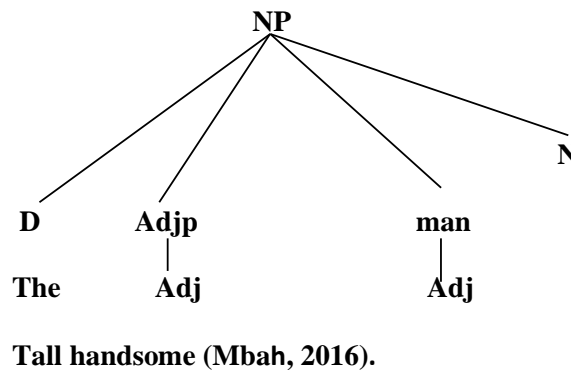 NP
N
D Adjp man
The Adj Adj
Tall handsome (Mbah, 2016).